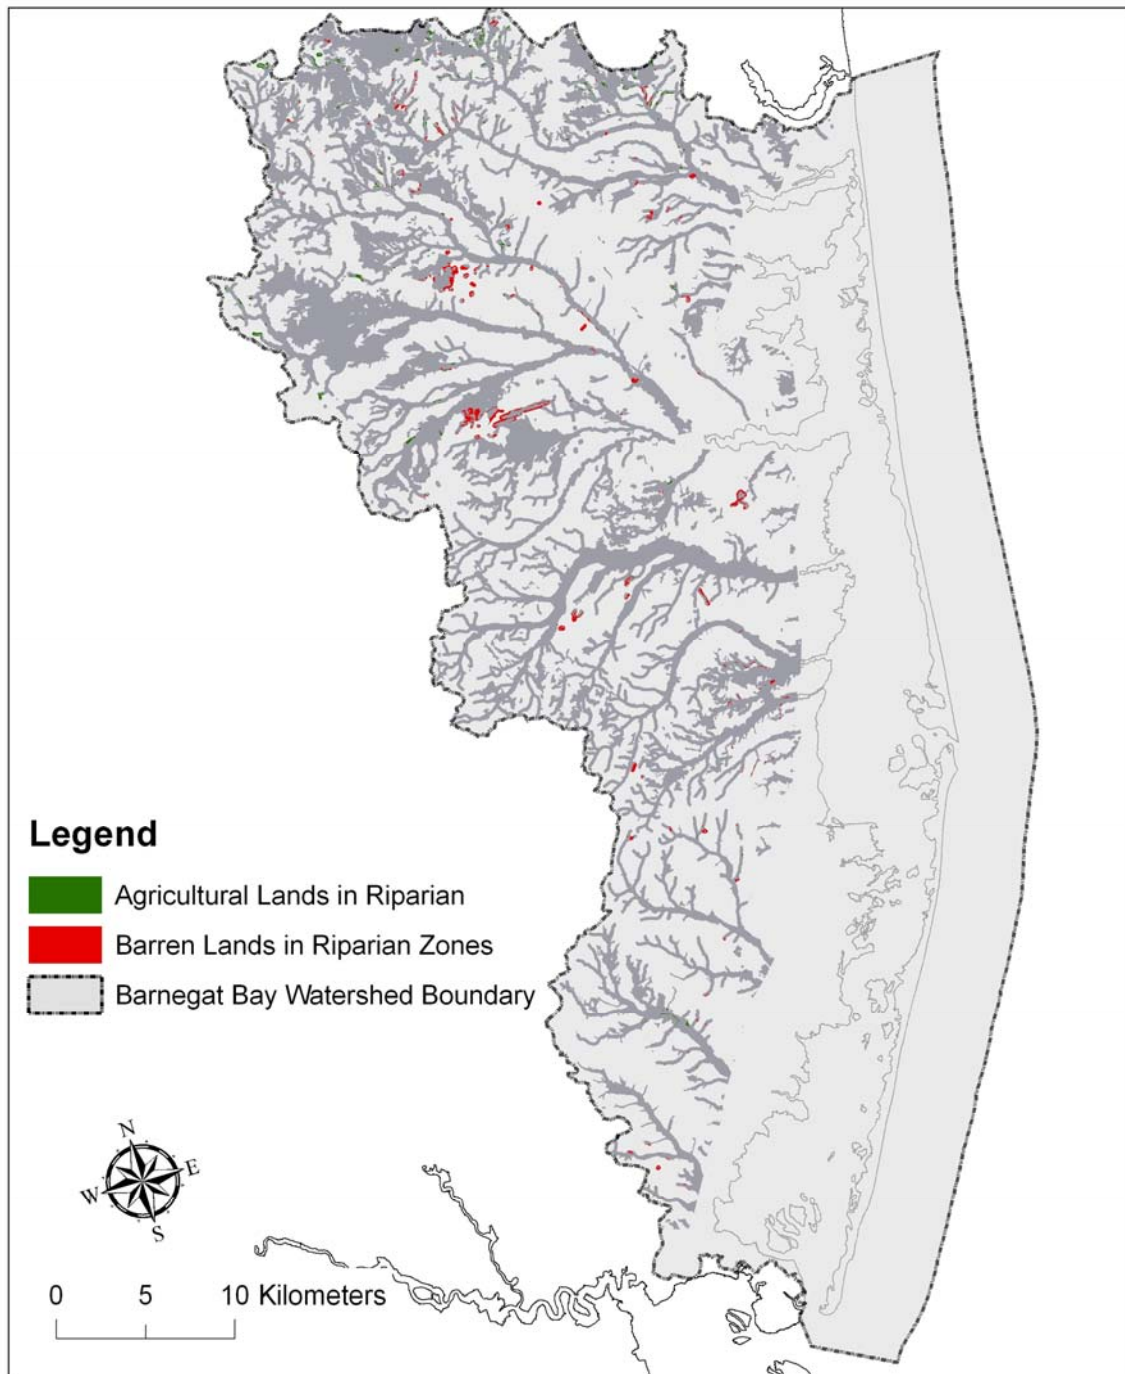 Legend
Agricultural Lands in Riparian
Barren Lands in Riparian Zones
Barnegat Bay Watershed Boundary
N
E
W
S
0 5 10 Kilometers